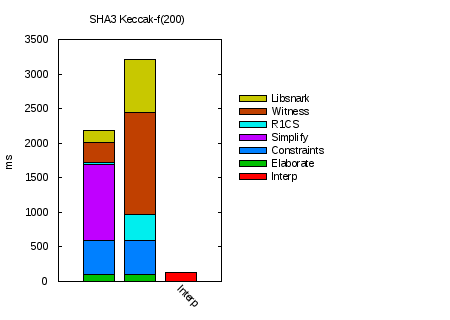 SHA3 Keccak-f(200)
3500
3000
2500
2000
1500
1000
500
0
ms
Interp
Libsnark
Witness
R1CS
Simplify
Constraints
Elaborate
Interp